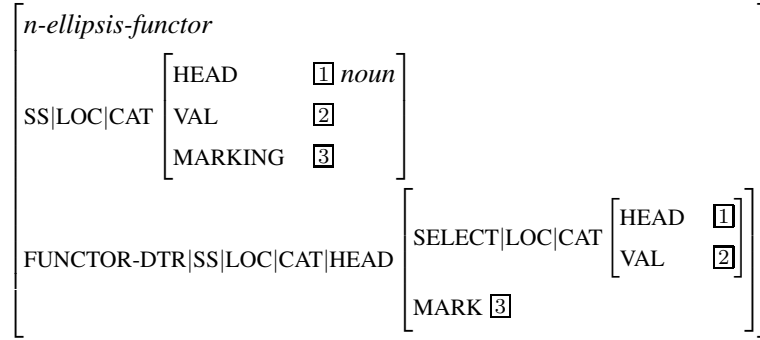 n-ellipsis-functor
HEAD 1 noun
SS|LOC|CAT VAL 2
MARKING 3
HEAD 1
SELECT|LOC|CAT
VAL 2
FUNCTOR-DTR|SS|LOC|CAT|HEAD
MARK 3